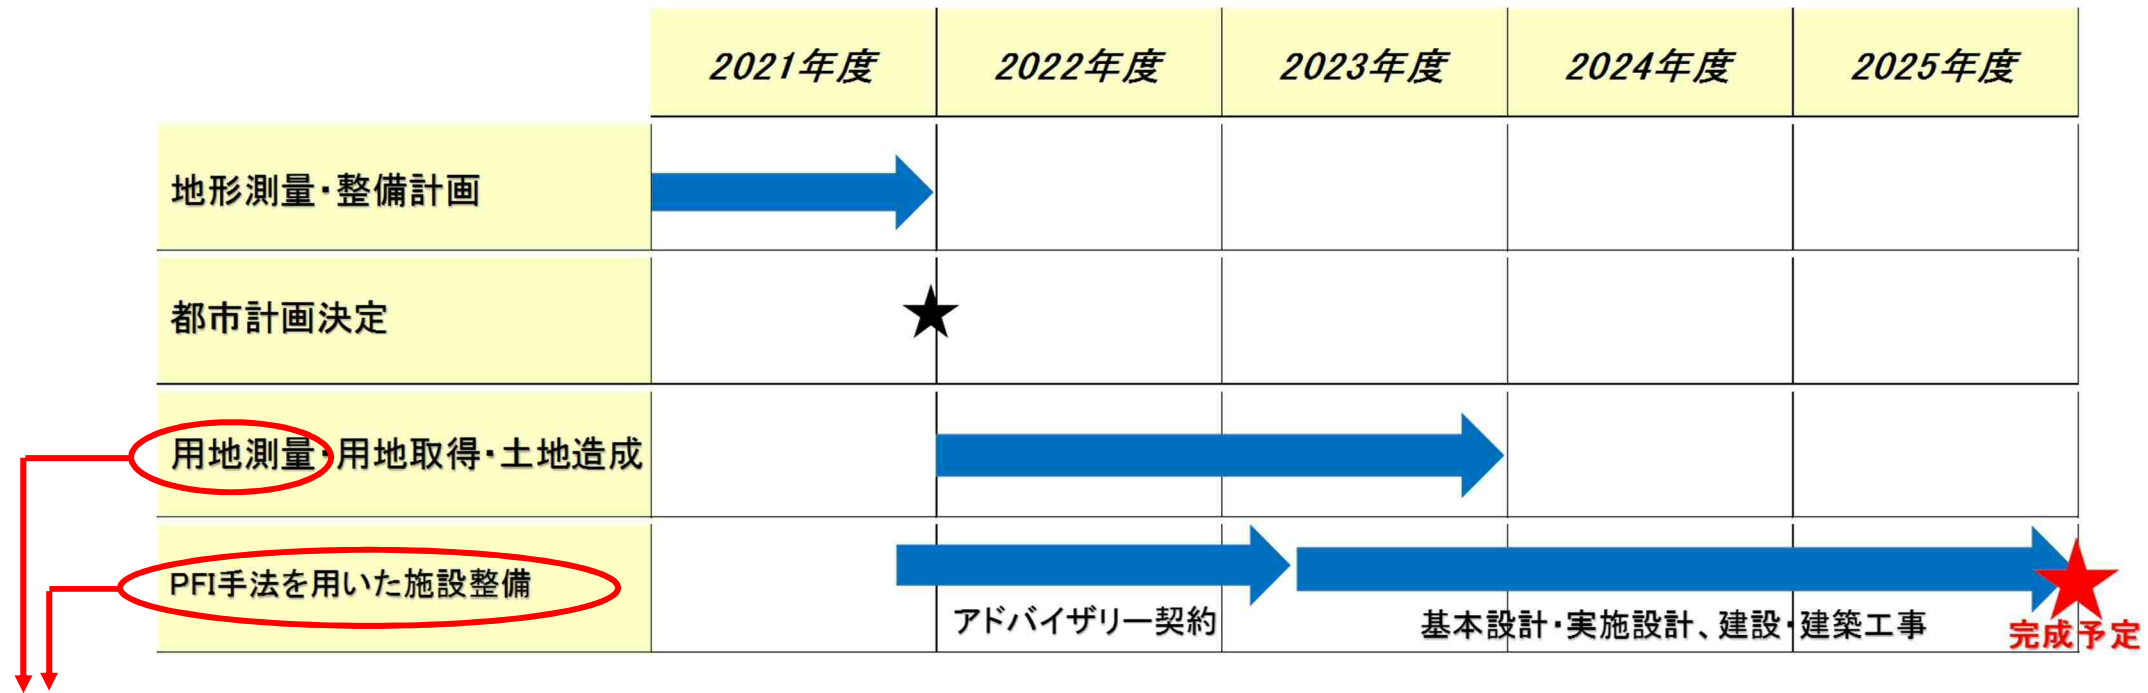 2021年度 2022年度 2023年度 2024年度 2025年度
地形測量・整備計画
都市計画決定
用地測量・用地取得・土地造成
PFI手法を用いた施設整備
アドバイザリー契約
基本設計・実施設計、建設・建築工事
完成予定